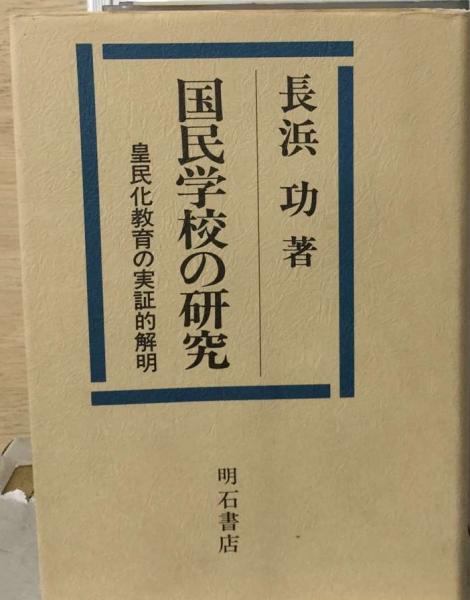 長浜 功 著
国民学校の研究
皇民化教育の実証的解明
明石書店